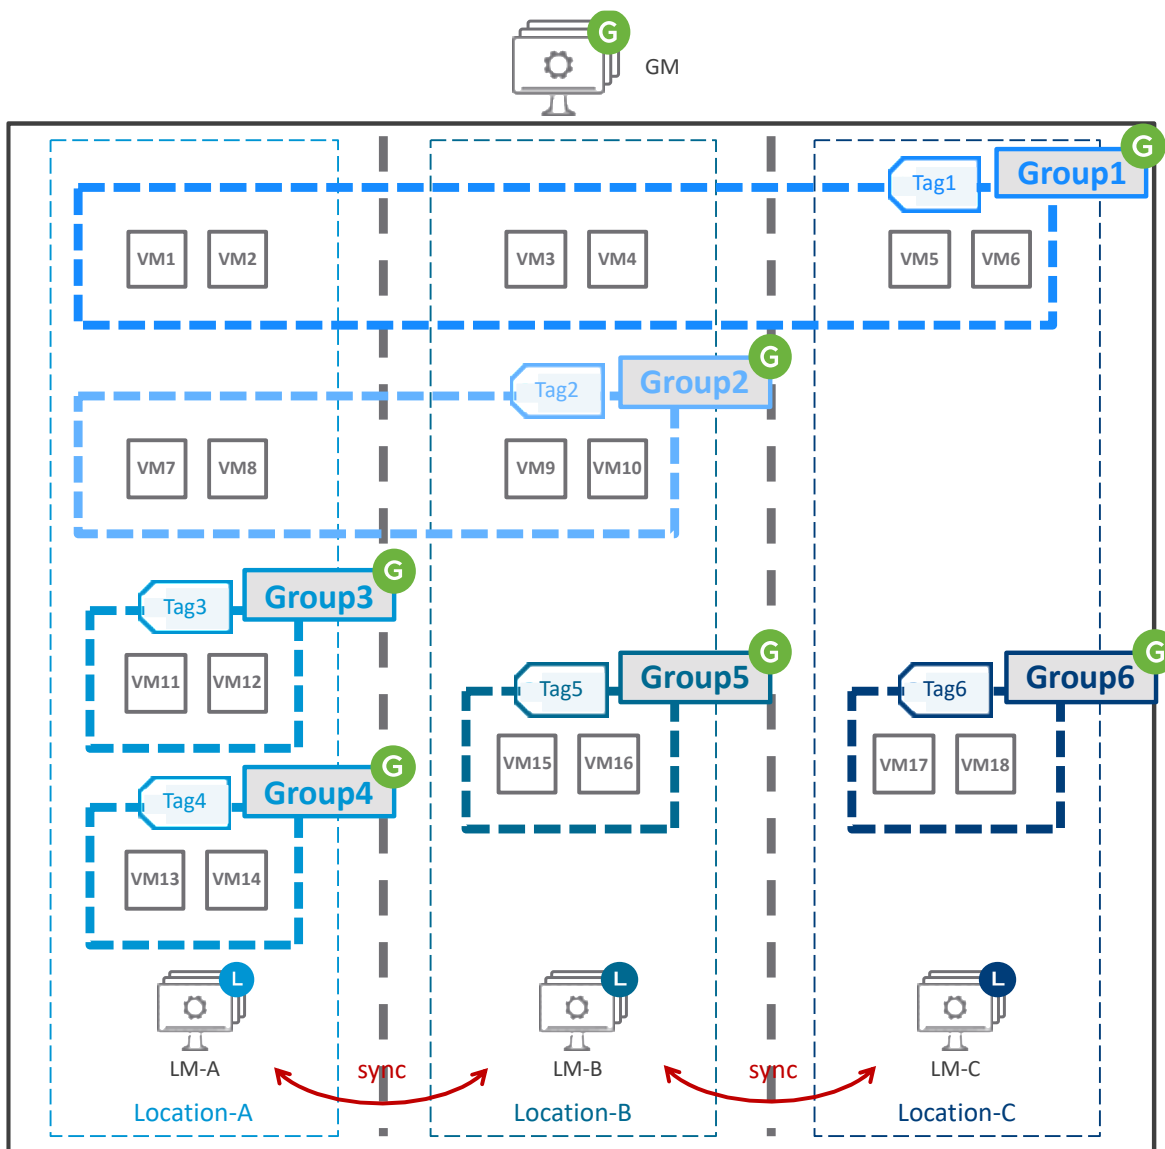 G
GM
G
Tag1 Group1
VM1 VM2 VM3 VM4 VM5 VM6
G
Tag2 Group2
VM7 VM8 VM9 VM10
G
Tag3 Group3
VM11 VM12
G
Tag5 Group5
VM15 VM16
G
Tag6 Group6
VM17 VM18
G
Tag4 Group4
VM13 VM14
L L L
LM-A sync LM-B sync LM-C
Location-A Location-B Location-C